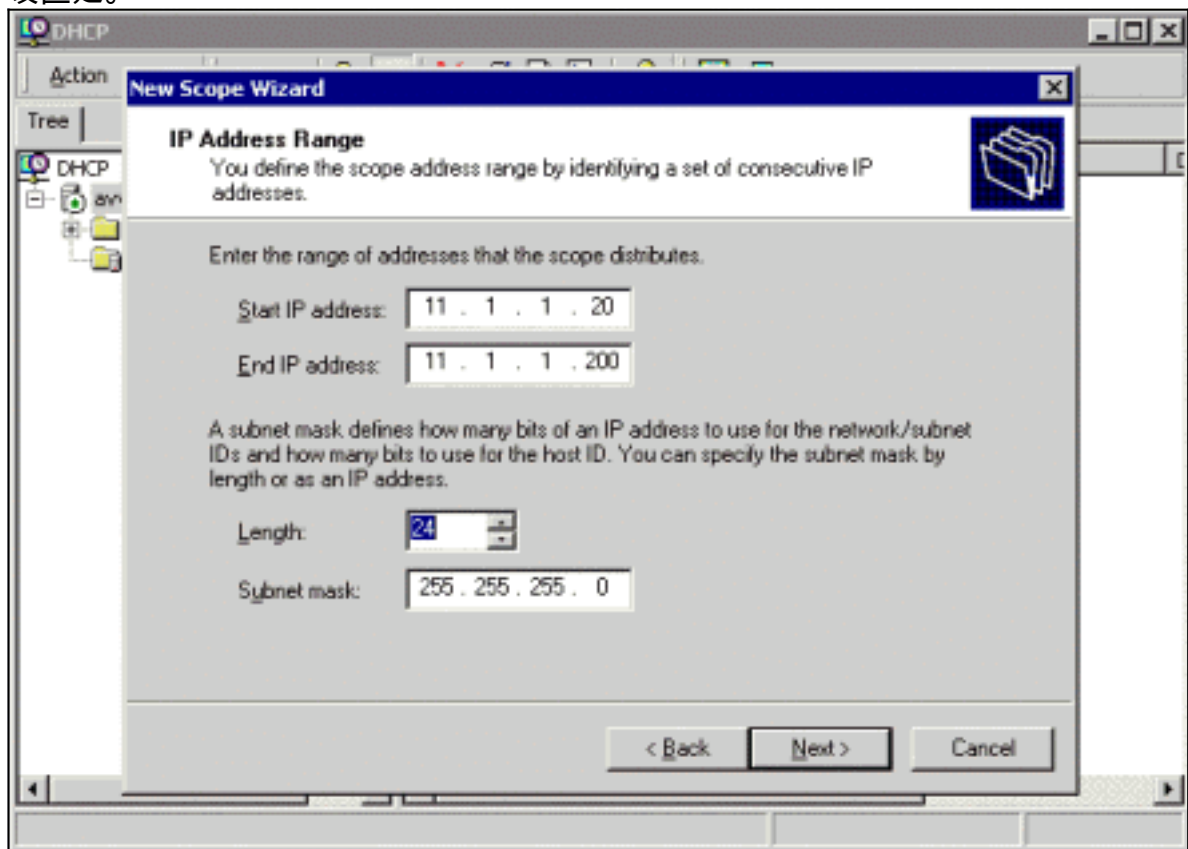 DHCP
Action
New Scope Wizard
Tree
IP Address Range
You define the scope address range by identifying a set of consecutive IP
addresses.
DHCP
Enter the range of addresses that the scope distributes.
Start IP address: 11 . 1 . 1 . 20
End IP address: 11 . 1 . 1 . 200
A subnet mask defines how many bits of an IP address to use for the network/subnet
IDs and how many bits to use for the host ID. You can specify the subnet mask by
length or as an IP address.
Length: 24
Subnet mask: 255 . 255 . 255 . 0
< Back Next > Cancel